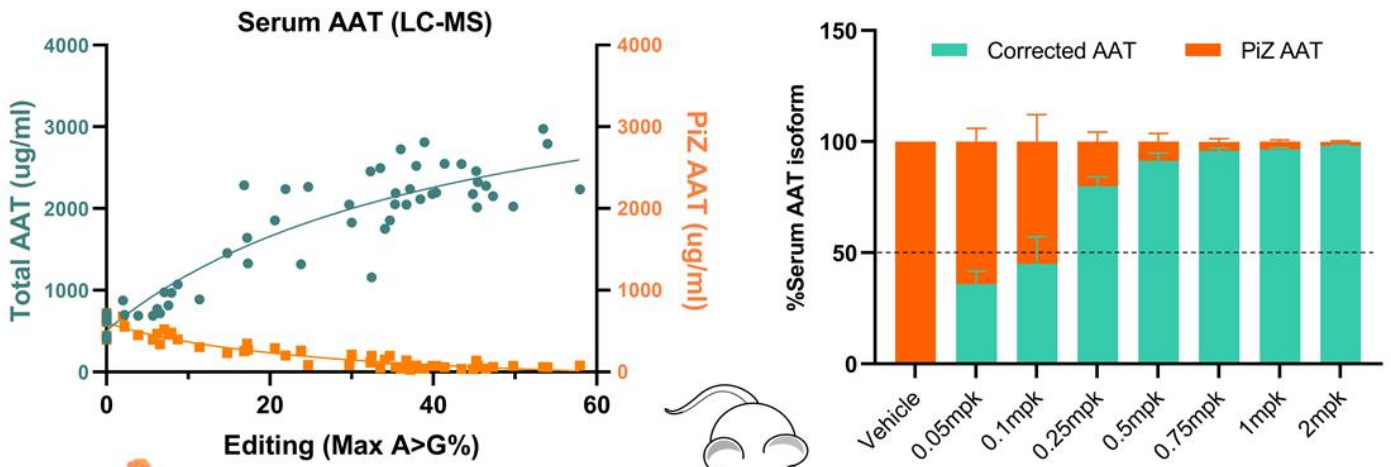 Serum AAT (LC-MS)
Total AAT (ug/ml)
4000
3000
2000
1000
0
4000
3000
2000
1000
0
PiZ AAT (ug/ml)
0
20
40
60
Editing (Max A>G%)
%Serum AAT isoform
150
100
50
0
Corrected AAT
PiZ AAT
Vehicle
0.05mpk
0.1mpk
0.25mpk
0.5mpk
0.75mpk
1mpk
2mpk